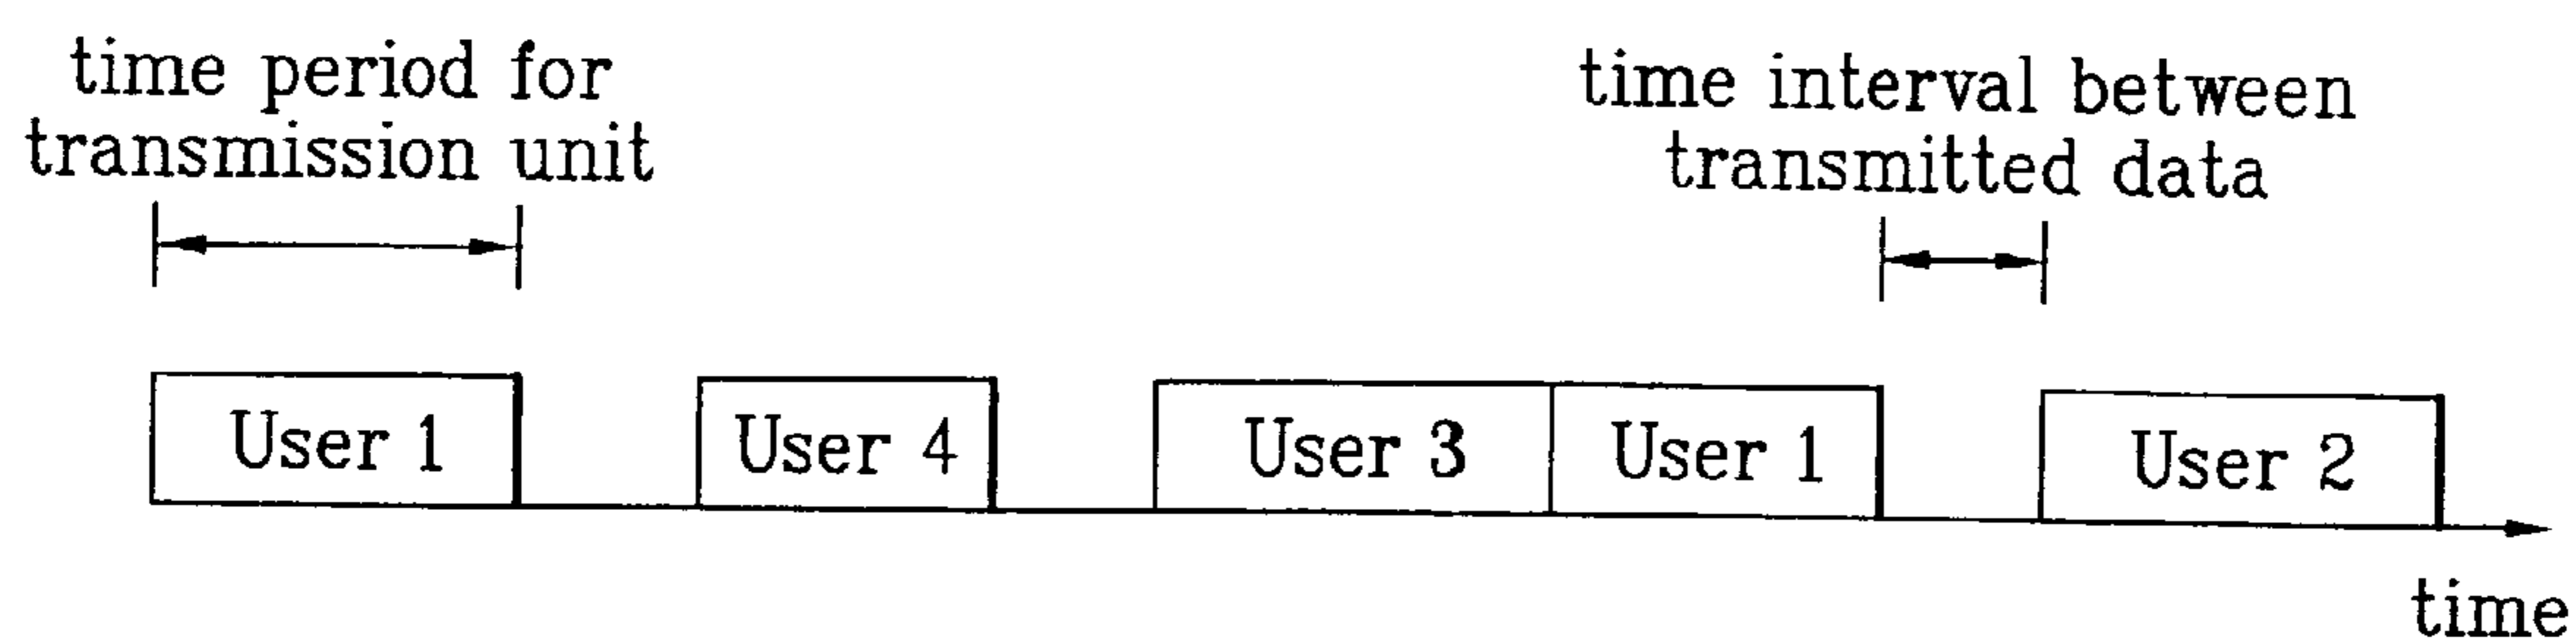 time period for
transmission unit
time interval between
transmitted data
User 1
User 4
User 3
User 1
User 2
time